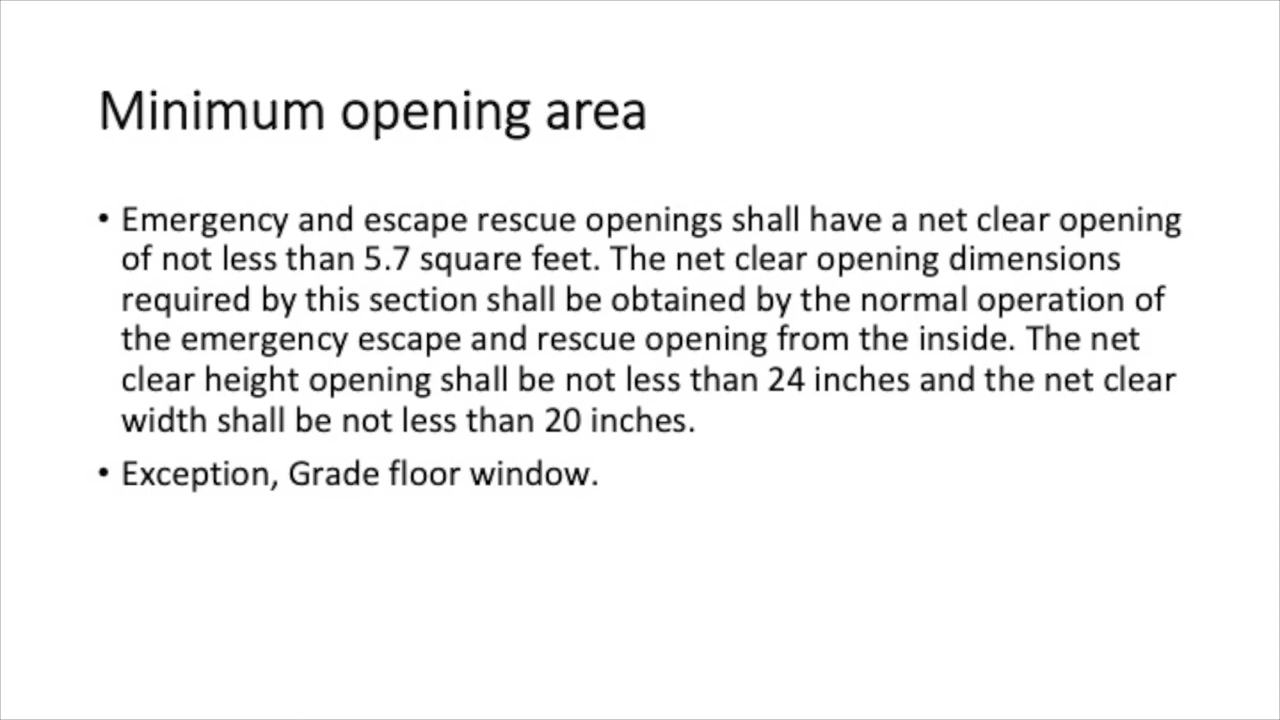 Minimum opening area
• Emergency and escape rescue openings shall have a net clear opening
of not less than 5.7 square feet. The net clear opening dimensions
required by this section shall be obtained by the normal operation of
the emergency escape and rescue opening from the inside. The net
clear height opening shall be not less than 24 inches and the net clear
width shall be not less than 20 inches.
• Exception, Grade floor window.